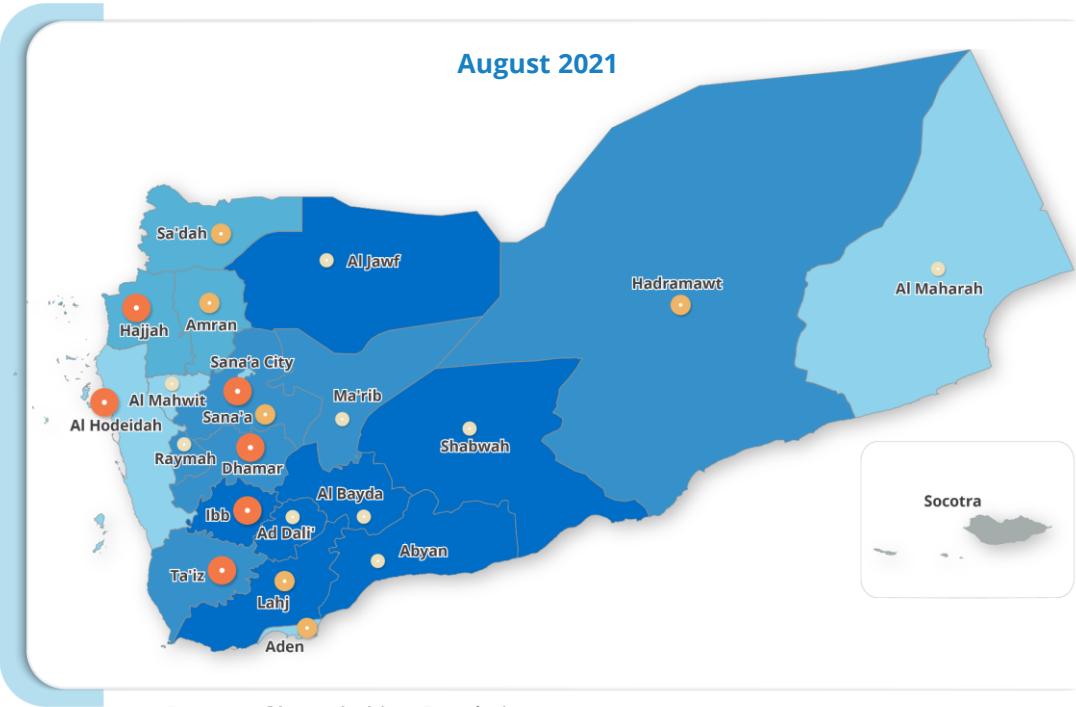 August 2021
Sa'dah
Al Jawf
Hadramawt
Al Maharah
Hajjah
Amran
Sana'a City
Al Mahwit
Ma'rib
Sana'a
Al Hodeidah
Shabwah
Raymah
Dhamar
Al Bayda
Socotra
Ibb
Ad Dali'
Abyan
Ta'iz
Lahj
Aden